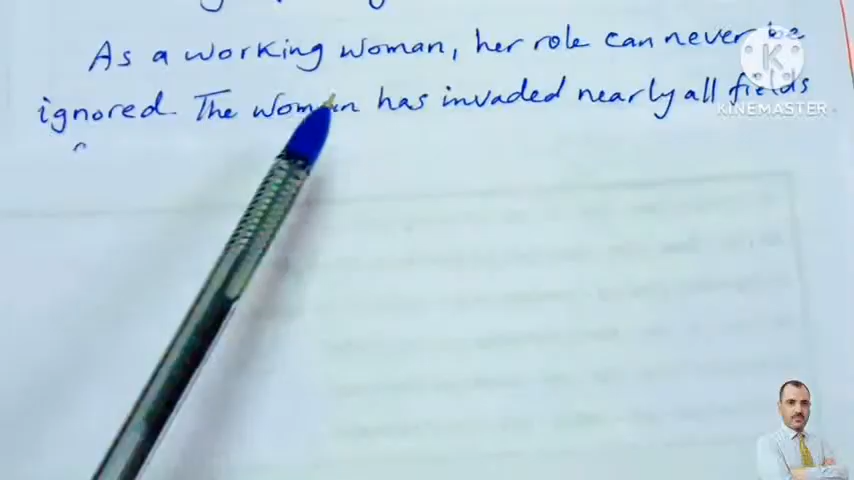 As a working woman, her role can never be
ignored. The woman has invaded nearly all fields
K
KINEMASTER